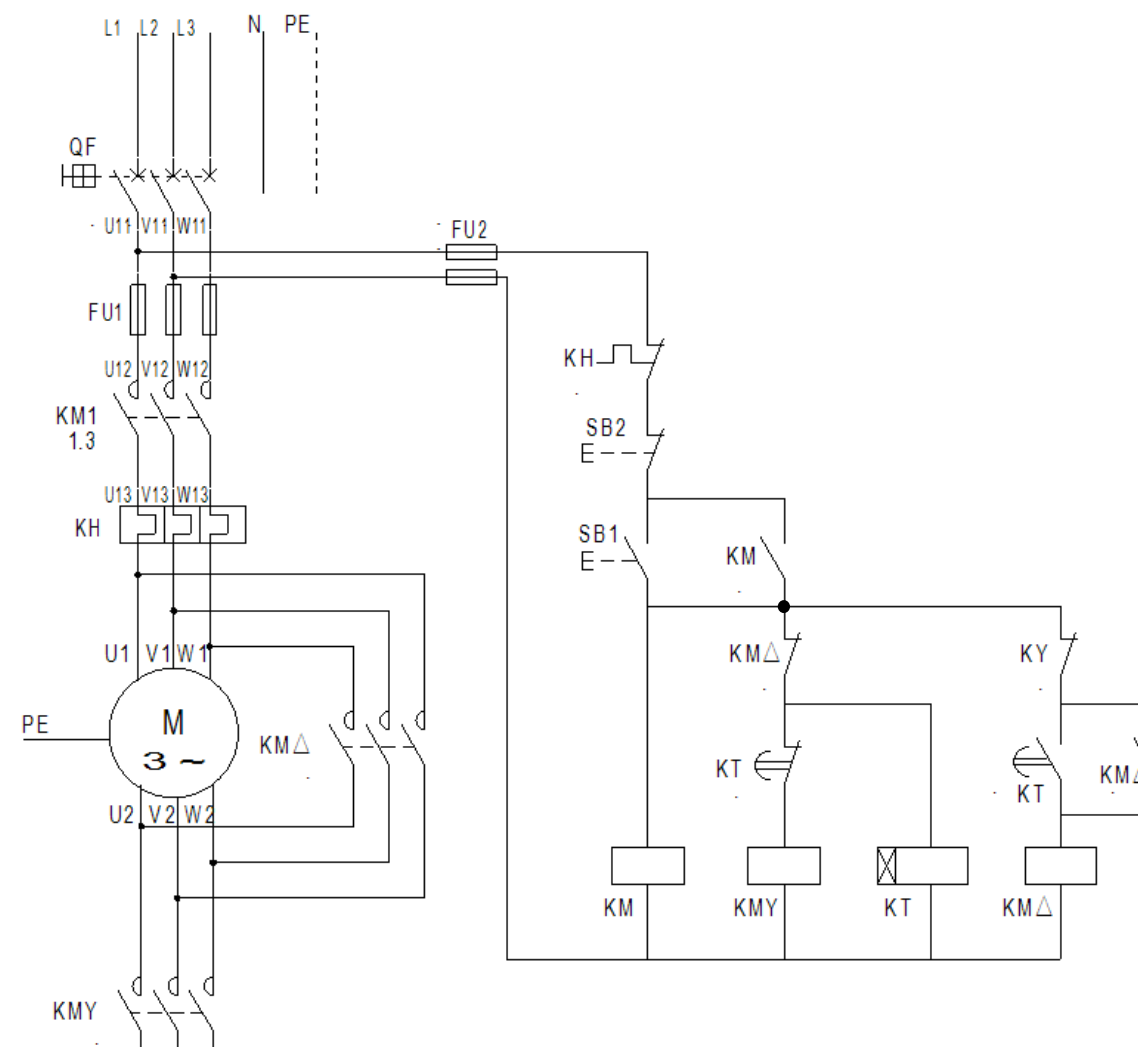 L1 L2 L3 N PE
QF
U11 V11 W11
FU2
FU1
KH
U12 V12 W12
KM1
1.3
SB2
U13 V13 W13
KH
SB1
KM
U1 V1 W1
KM△
KY
PE
M
3 ~
KM△
KT
KT
KM△
U2 V2 W2
KM
KMY
KT
KM△
KMY